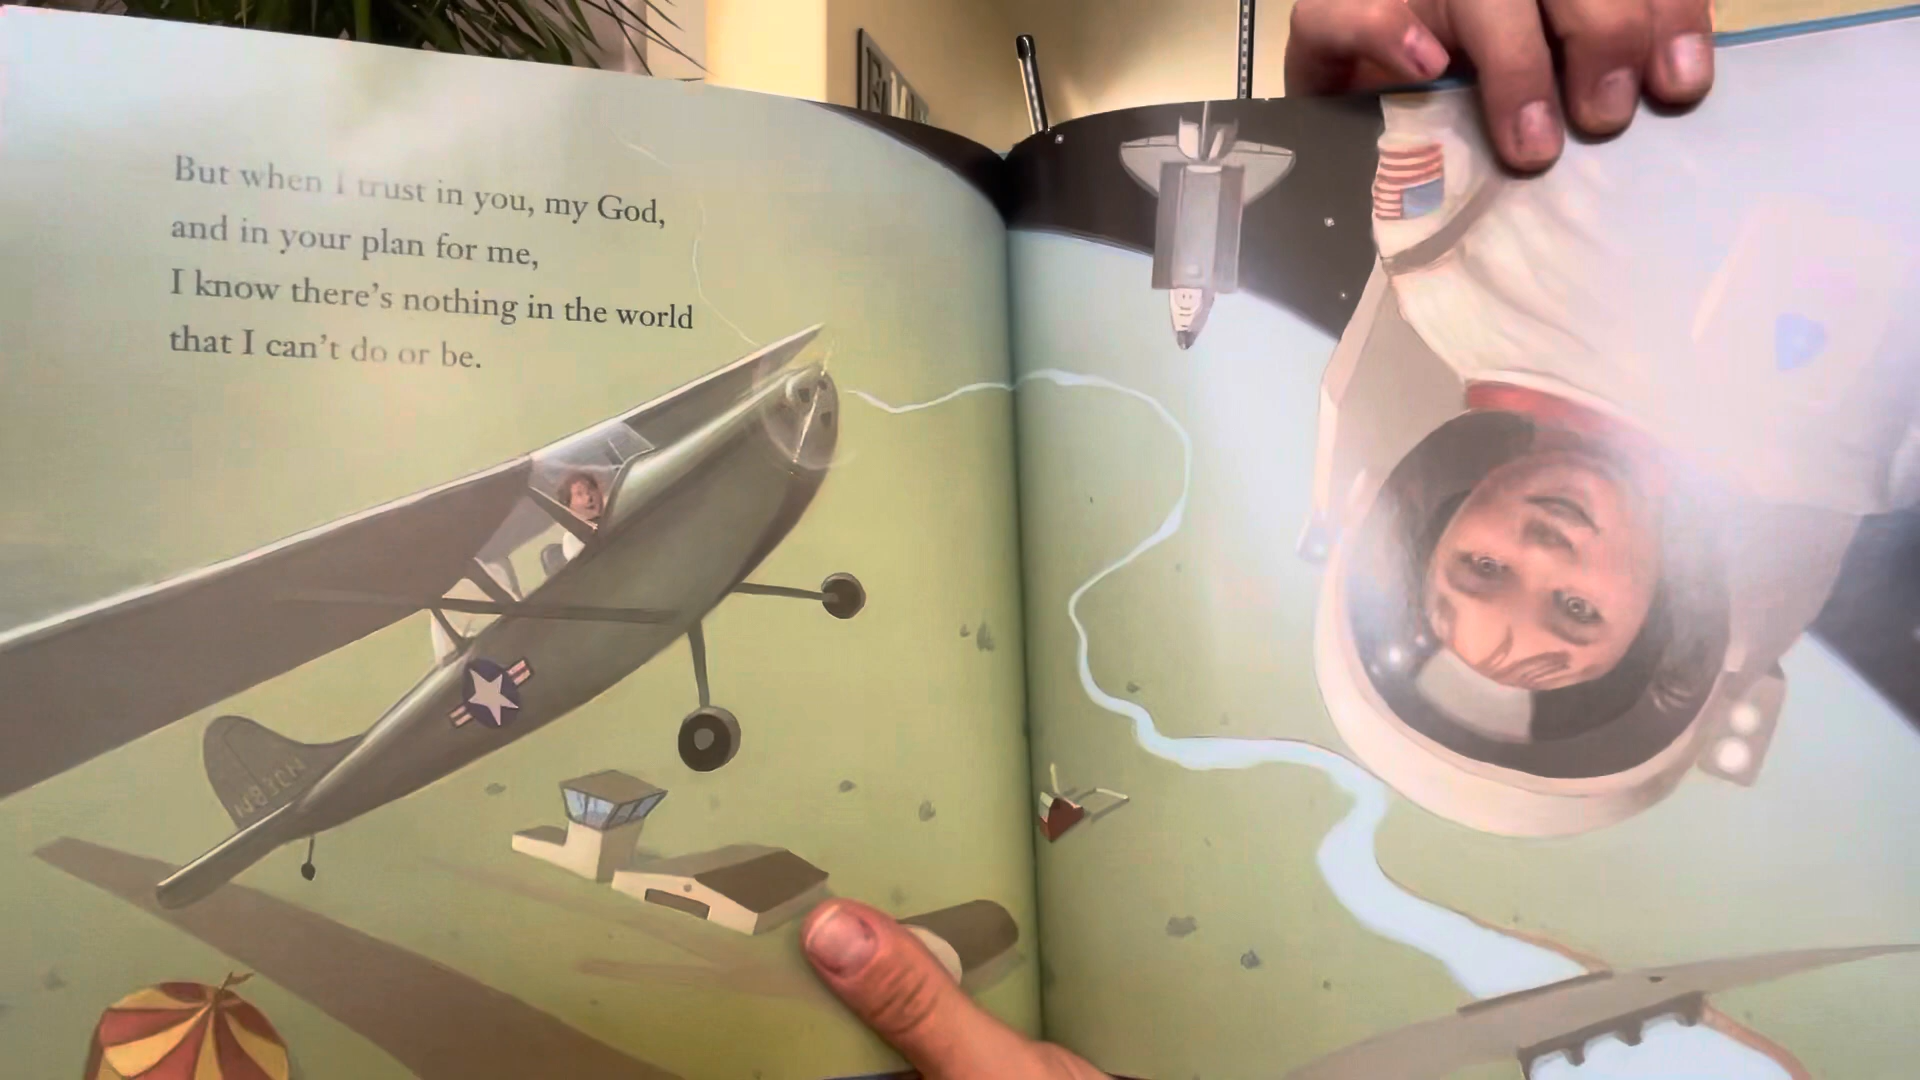 But when I trust in you, my God,
and in your plan for me,
I know there's nothing in the world
that I can't do or be.